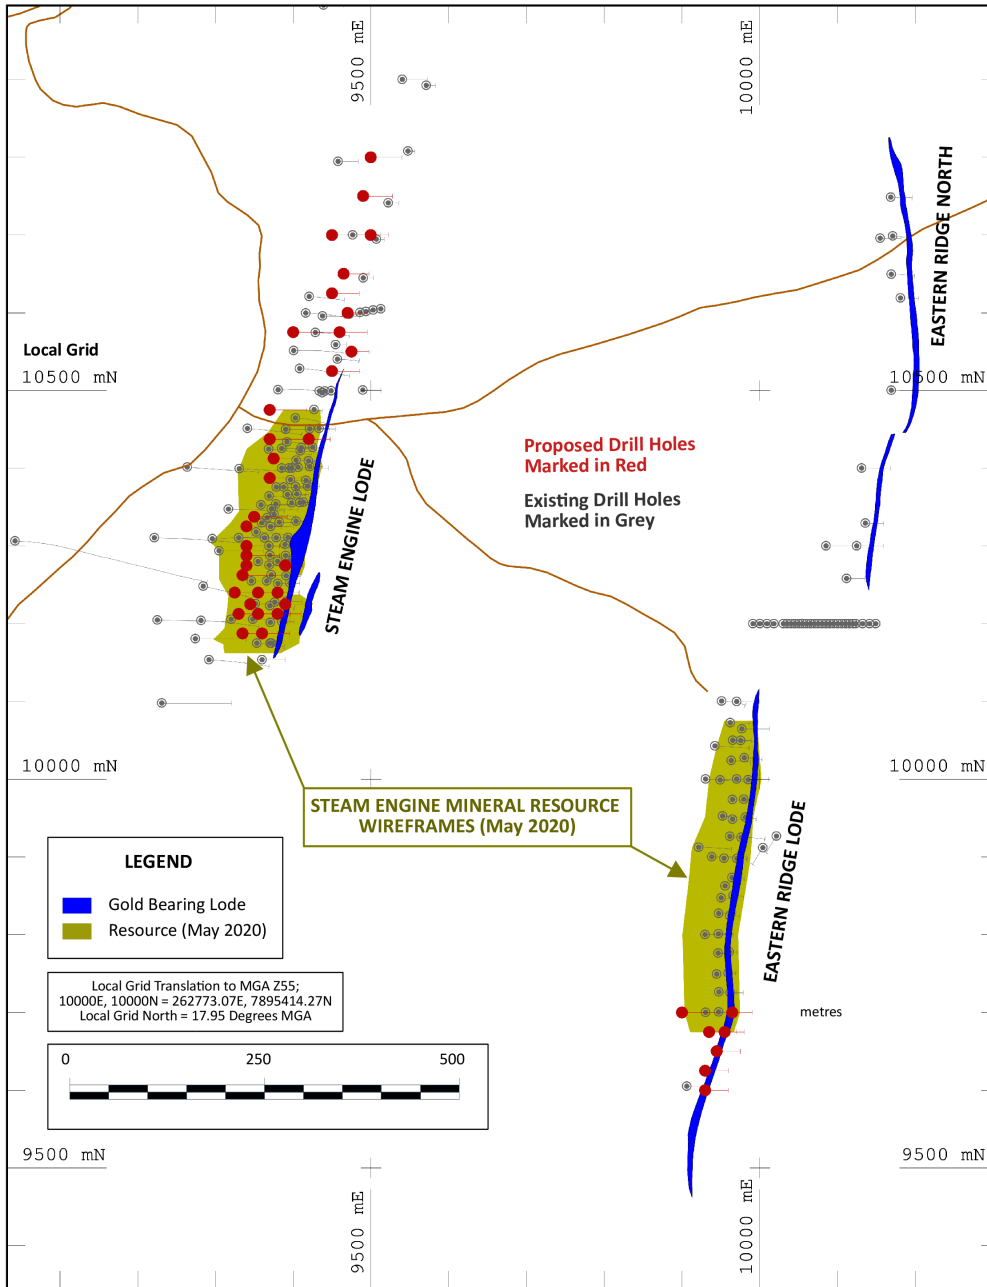 9500 mE
10000 mE
EASTERN RIDGE NORTH
Local Grid
10500 mN
10500 mN
Proposed Drill Holes
Marked in Red
Existing Drill Holes
Marked in Grey
STEAM ENGINE LODE
10000 mN
10000 mN
STEAM ENGINE MINERAL RESOURCE
WIREFRAMES (May 2020)
EASTERN RIDGE LODE
LEGEND
Gold Bearing Lode
Resource (May 2020)
Local Grid Translation to MGA Z55;
10000E, 10000N = 262773.07E, 7895414.27N
Local Grid North = 17.95 Degrees MGA
metres
0 250 500
9500 mN
9500 mN
9500 mE
10000 mE